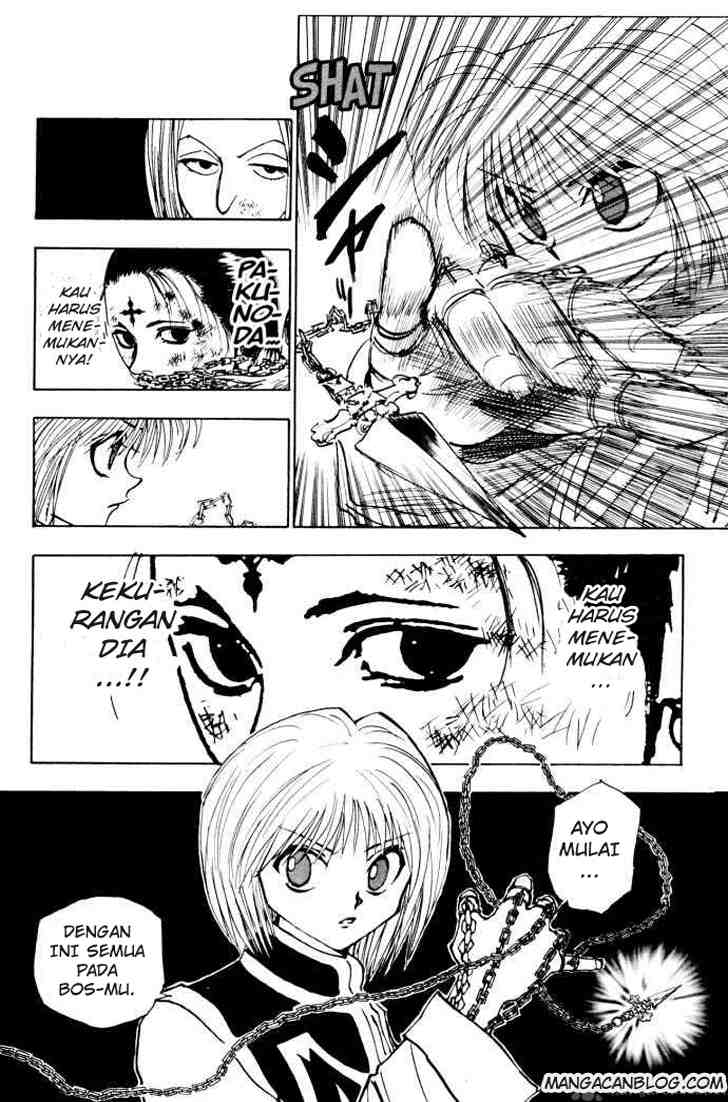 SHAT
PA-
KU-
NO-
DA~
KAU
HARUS
MENE-
MUKAN-
NYA!
KAU
HARUS
MENE-
MUKAN
...
KEKU-
RANGAN
DIA
...!!
AYO
MULAI
...
DENGAN
INI SEMUA
PADA
BOS-MU.
MANGACANBLOG.COM